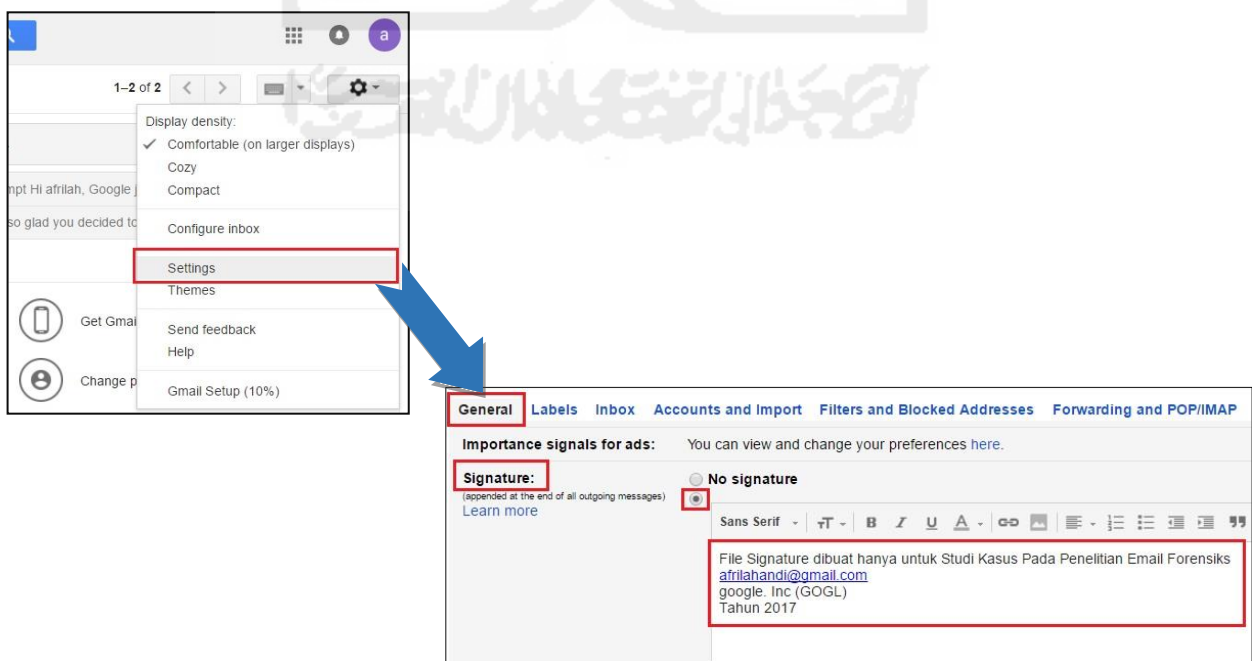 a
1–2 of 2
Display density:
✓ Comfortable (on larger displays)
Cozy
Compact
Hi afrilah, Google
so glad you decided to
Configure inbox
Settings
Themes
Get Gmai
Send feedback
Help
Change p
Gmail Setup (10%)
General Labels Inbox Accounts and Import Filters and Blocked Addresses Forwarding and POP/IMAP
Importance signals for ads: You can view and change your preferences here.
Signature:
(appended at the end of all outgoing messages)
Learn more
No signature
Sans Serif
File Signature dibuat hanya untuk Studi Kasus Pada Penelitian Email Forensiks
afrilahandi@gmail.com
google. Inc (GOGL)
Tahun 2017